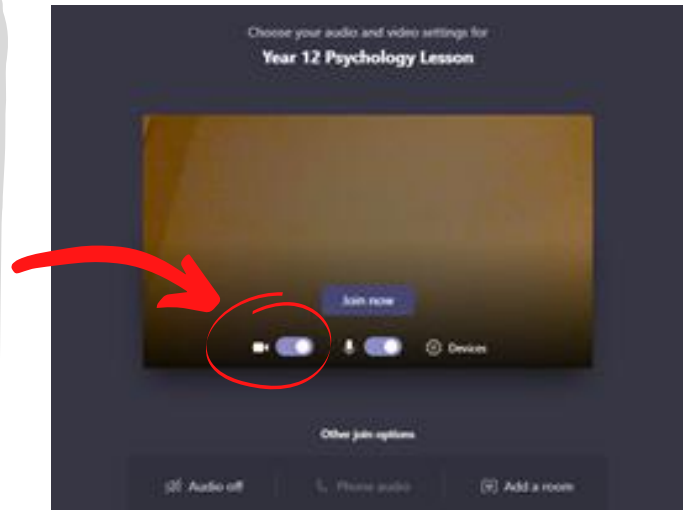 Choose your audio and video settings for
Year 12 Psychology Lesson
Join now
Devices
Other join options
Audio off
Phone audio
Add a room